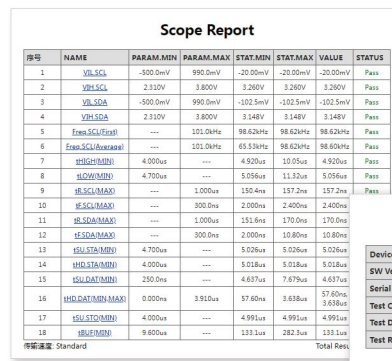 Scope Report
序号 NAME PARAM.MIN PARAM.MAX STAT.MIN STAT.MAX VALUE STATUS
1 VIL.SCL -500.0mV 990.0mV -20.00mV -20.00mV -20.00mV Pass
2 VIH.SCL 2.310V 3.800V 3.260V 3.260V 3.260V Pass
3 VIL.SDA -500.0mV 990.0mV -102.5mV -102.5mV -102.5mV Pass
4 VIH.SDA 2.310V 3.800V 3.148V 3.148V 3.148V Pass
5 Freq.SCL(First) --- 101.0kHz 98.62kHz 98.62kHz 98.62kHz Pass
6 Freq.SCL(Average) --- 101.0kHz 65.53kHz 98.62kHz 98.60kHz Pass
7 tHIGH(MIN) 4.000us --- 4.920us 10.05us 4.920us Pass
8 tLOW(MIN) 4.700us --- 5.056us 11.32us 5.056us Pass
9 tR.SCL(MAX) --- 1.000us 150.4ns 157.2ns 157.2ns Pass
10 tF.SCL(MAX) --- 300.0ns 2.000ns 2.400ns 2.400ns
11 tR.SDA(MAX) --- 1.000us 151.6ns 170.0ns 170.0ns
12 tF.SDA(MAX) --- 300.0ns 2.000ns 10.80ns 10.80ns
13 tSU.STA(MIN) 4.700us --- 5.026us 5.026us 5.026us
14 tHD.STA(MIN) 4.000us --- 5.018us 5.018us 5.018us
15 tSU.DAT(MIN) 250.0ns --- 4.637us 7.679us 4.637us
16 tHD.DAT(MIN,MAX) 0.000ns 3.910us 57.60ns 3.638us 57.60ns,
3.638us
17 tSU.STO(MIN) 4.000us --- 4.991us 4.991us 4.991us
18 tBUF(MIN) 9.600us --- 133.1us 282.3us 133.1us
传输速度: Standard Total Resu
Device
SW Ve
Serial
Test C
Test D
Test R